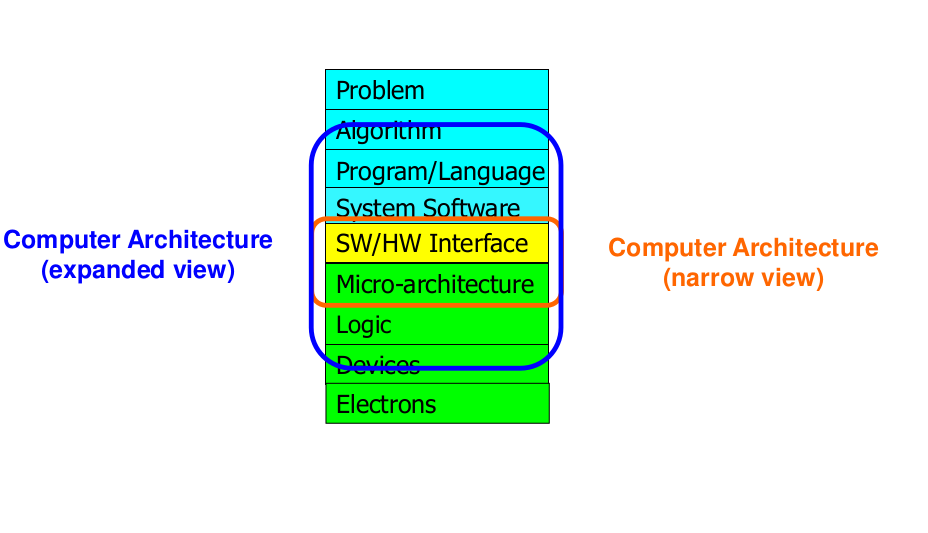 Problem
Algorithm
Program/Language
System Software
SW/HW Interface
Micro-architecture
Logic
Devices
Electrons
Computer Architecture
(expanded view)
Computer Architecture
(narrow view)